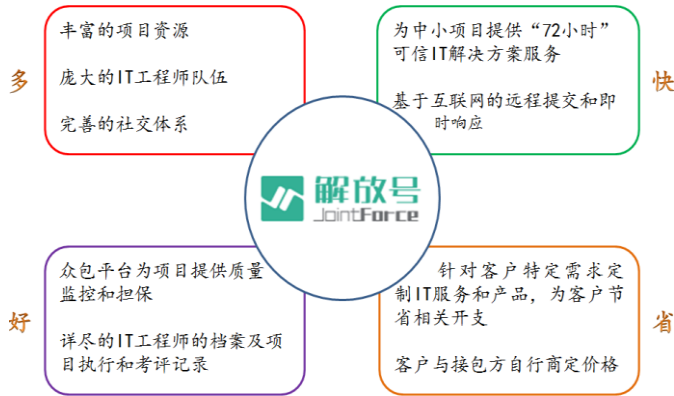 多
丰富的项目资源
庞大的IT工程师队伍
完善的社交体系
快
为中小项目提供“72小时”
可信IT解决方案服务
基于互联网的远程提交和即
时响应
解放号
JointForce
好
众包平台为项目提供质量
监控和担保
详尽的IT工程师的档案及项
目执行和考评记录
省
针对客户特定需求定
制IT服务和产品，为客户节
省相关开支
客户与接包方自行商定价格